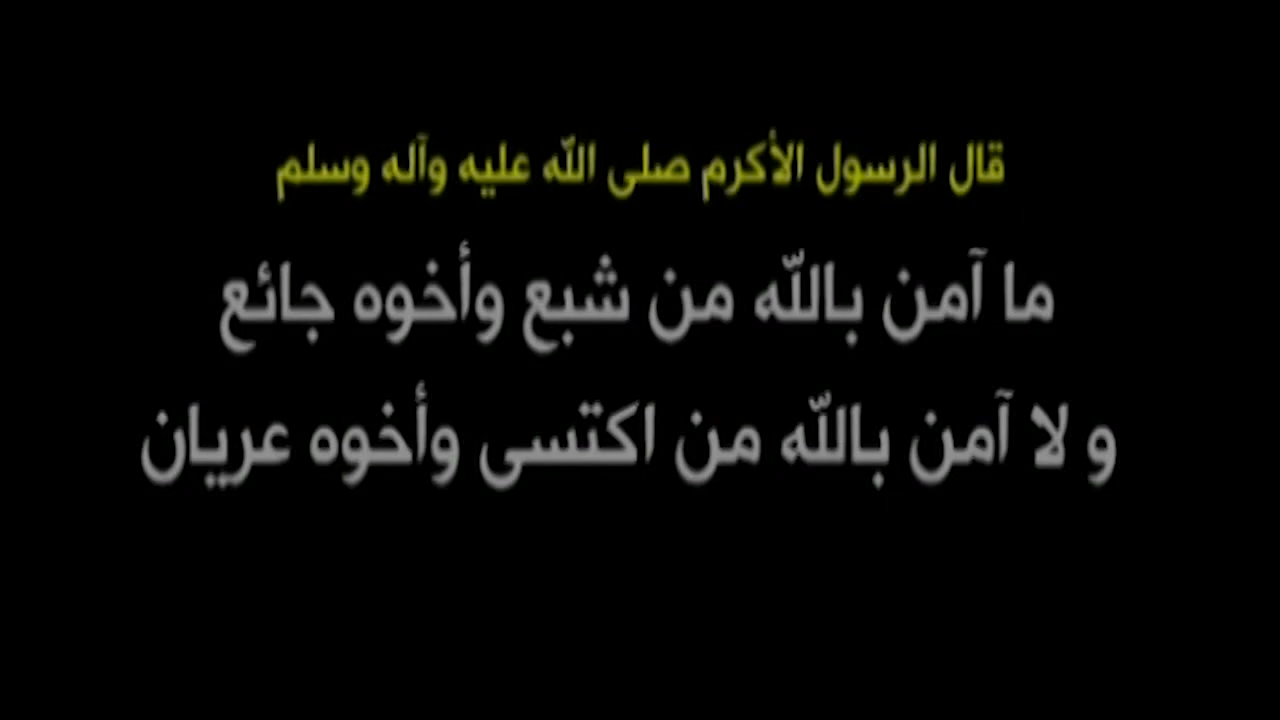 قال الرسول الأكرم صلى الله عليه وآله وسلم
ما آمن بالله من شبع وأخوه جائع
و لا آمن بالله من اكتسى وأخوه عريان